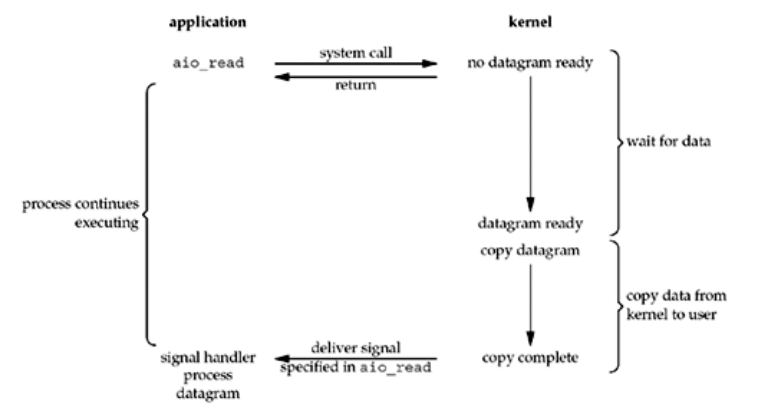 application
kernel
aio_read
system call
no datagram ready
return
wait for data
process continues
executing
datagram ready
copy datagram
copy data from
kernel to user
deliver signal
signal handler
copy complete
specified in aio_read
process
datagram